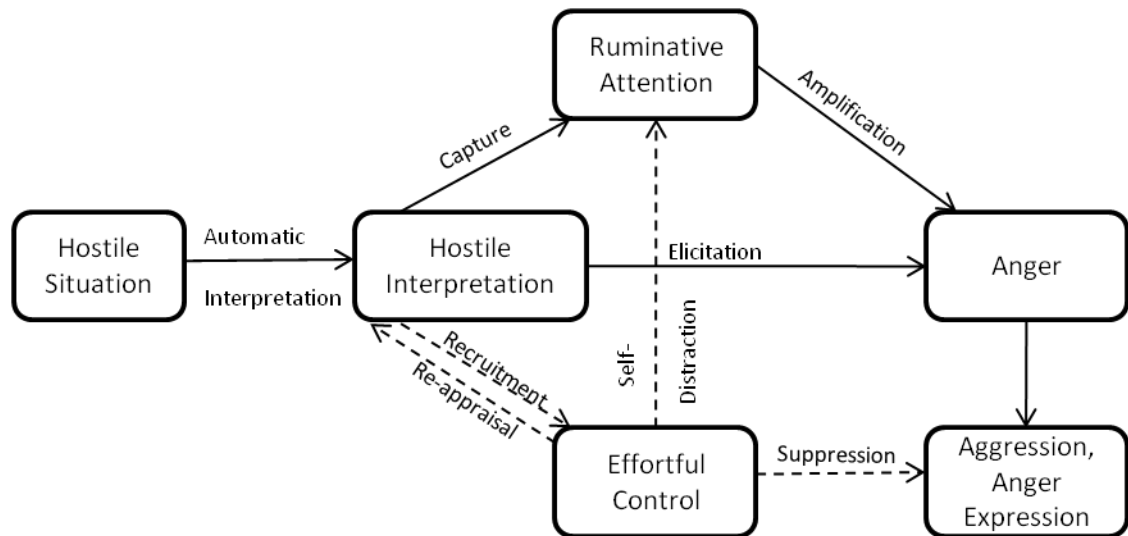 Ruminative
Attention
Amplification
Capture
Hostile
Situation
Automatic
Interpretation
Hostile
Interpretation
Elicitation
Anger
Recruitment
Re-appraisal
Self-
Distraction
Effortful
Control
Suppression
Aggression,
Anger
Expression